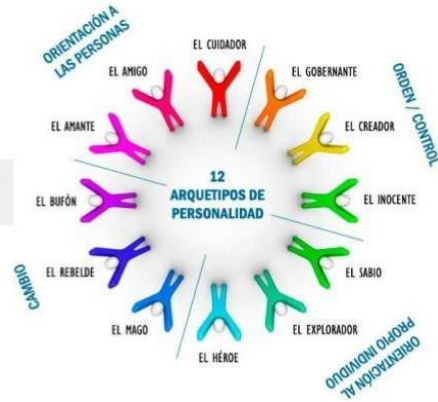 ORIENTACIÓN A
LAS PERSONAS
EL CUIDADOR
EL AMIGO
EL GOBERNANTE
ORDEN / CONTROL
EL AMANTE
EL CREADOR
12
ARQUETIPOS DE
PERSONALIDAD
EL BUFÓN
EL INOCENTE
CAMBIO
EL REBELDE
EL SABIO
EL MAGO
EL EXPLORADOR
EL HÉROE
ORIENTACIÓN AL
PROPIO INDIVIDUO